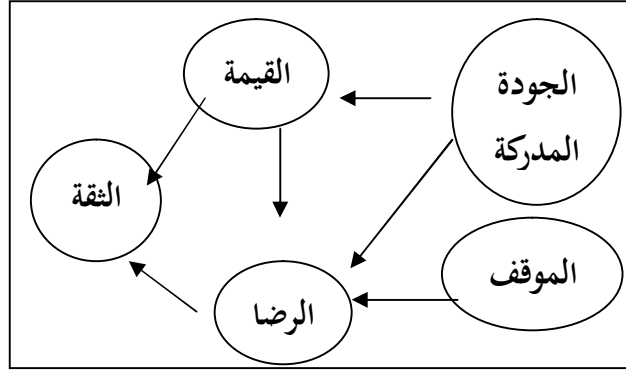 القيمة
الجودة
المدركة
الثقة
الموقف
الرضا